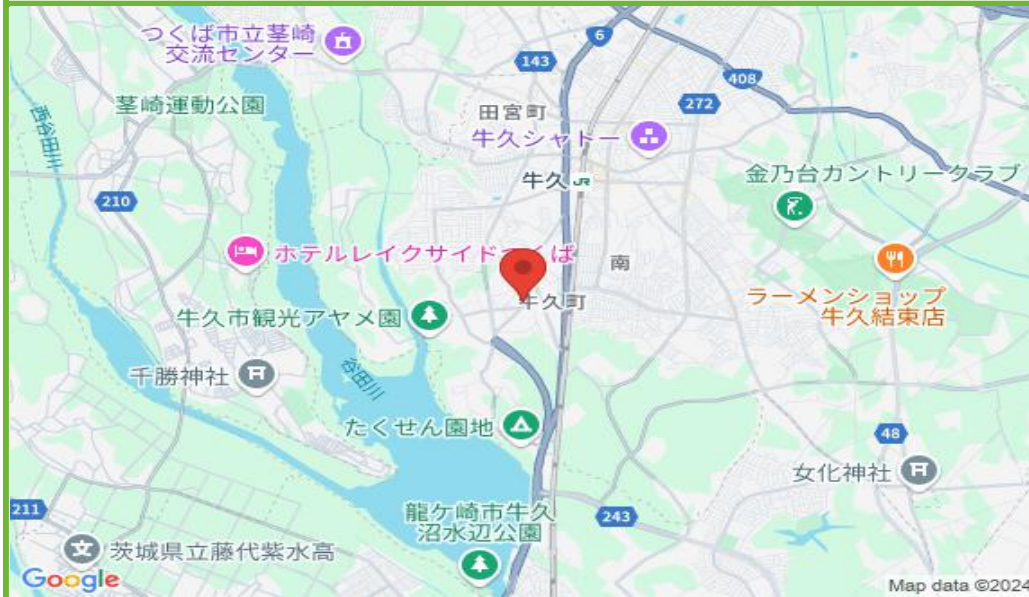 つくば市立茎崎
交流センター
6
143
408
茎崎運動公園
田宮町
272
西谷田川
牛久シャトー
牛久 JR
金乃台カントリークラブ
210
ホテルレイクサイドつくば
南
牛久町
ラーメンショップ
牛久結束店
牛久市観光アヤメ園
千勝神社
谷田川
たくせん園地
48
女化神社
211
龍ケ崎市牛久
沼水辺公園
243
茨城県立藤代紫水高
Google
Map data ©2024